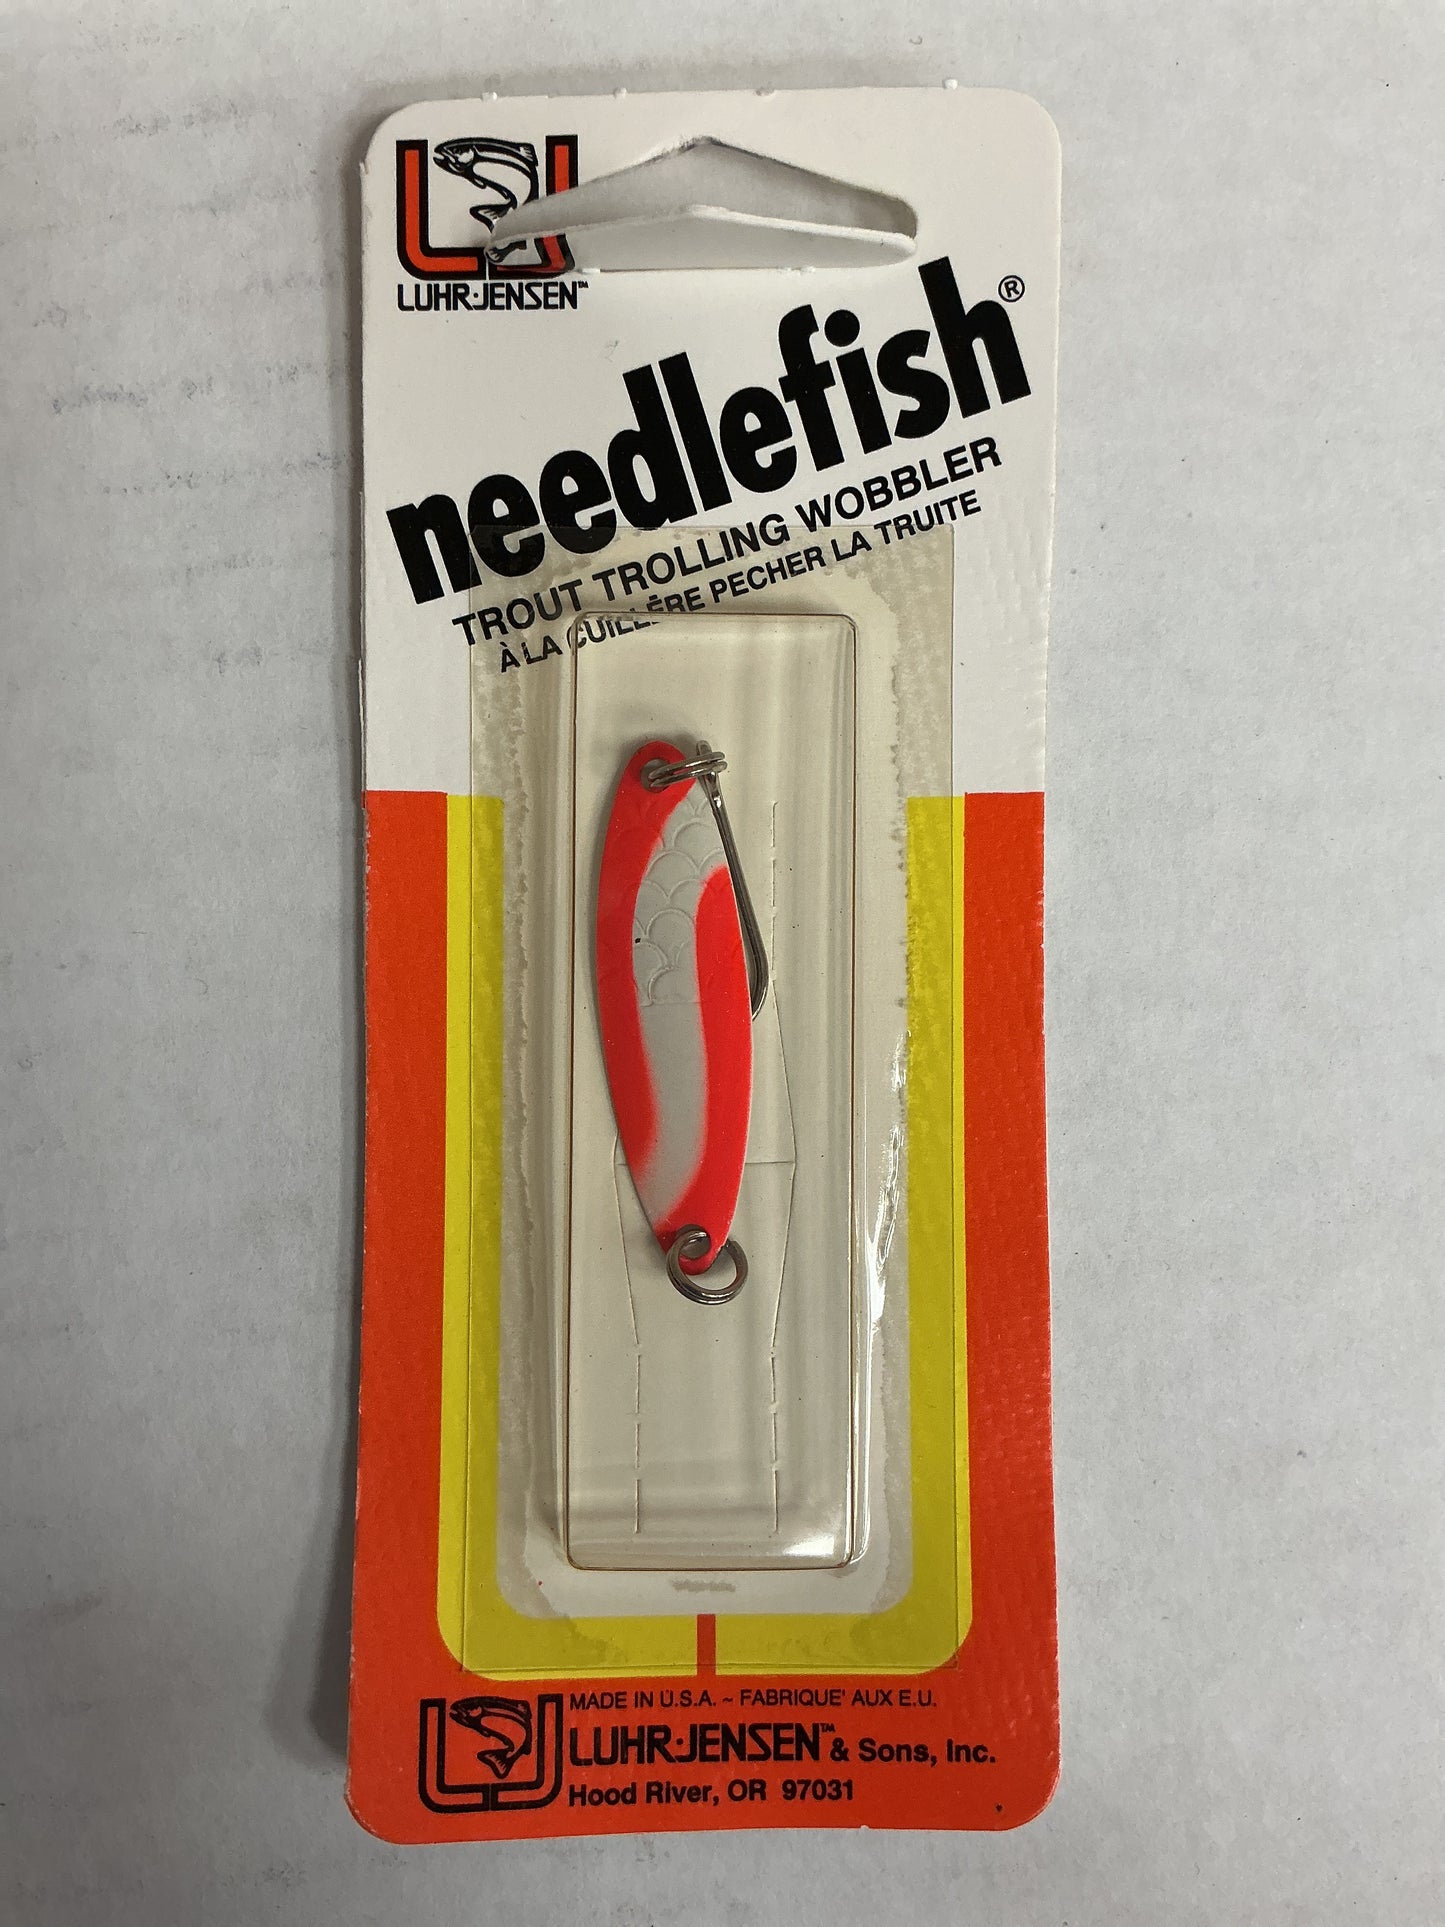 LUHR·JENSEN™
needlefish®
TROUT TROLLING WOBBLER
À LA CUILLĖRE PECHER LA TRUITE
MADE IN U.S.A. ~ FABRIQUE' AUX E.U.
LUHR·JENSEN™ & Sons, Inc.
Hood River, OR 97031